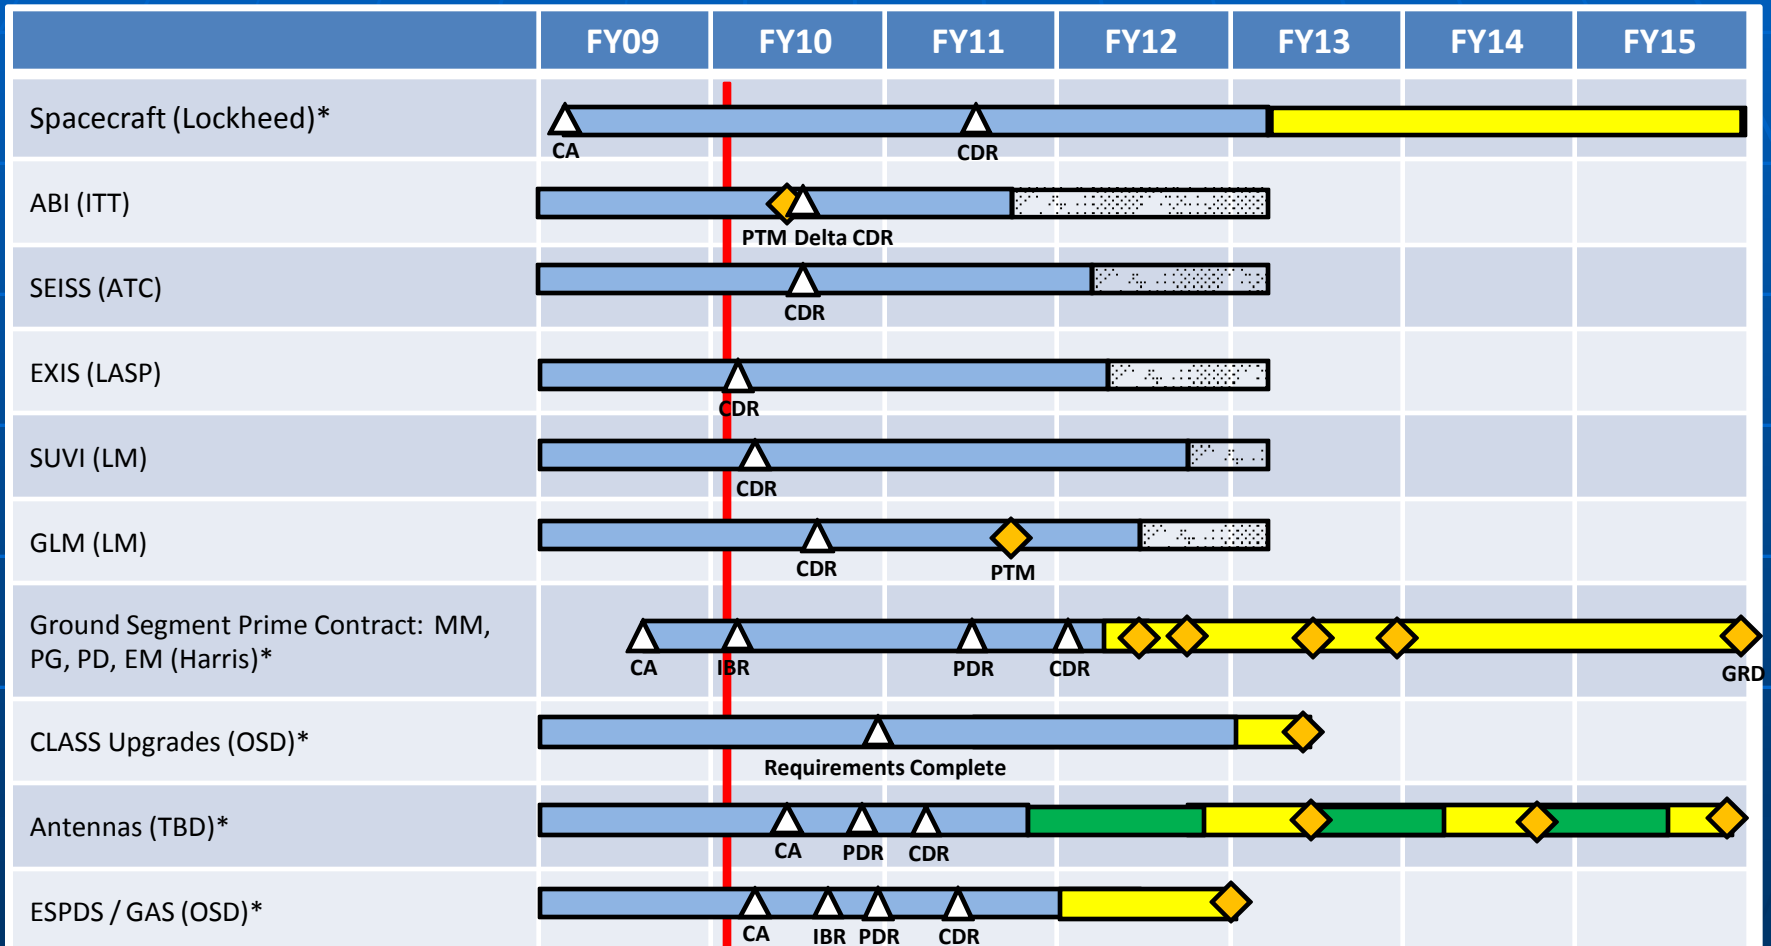 FY09 FY10 FY11 FY12 FY13 FY14 FY15
Spacecraft (Lockheed)*
CA CDR
ABI (ITT)
PTM Delta CDR
SEISS (ATC)
CDR
EXIS (LASP)
CDR
SUVI (LM)
CDR
GLM (LM)
CDR PTM
Ground Segment Prime Contract: MM,
PG, PD, EM (Harris)*
CA IBR PDR CDR GRD
CLASS Upgrades (OSD)*
Requirements Complete
Antennas (TBD)*
CA PDR CDR
ESPDS / GAS (OSD)*
CA IBR PDR CDR